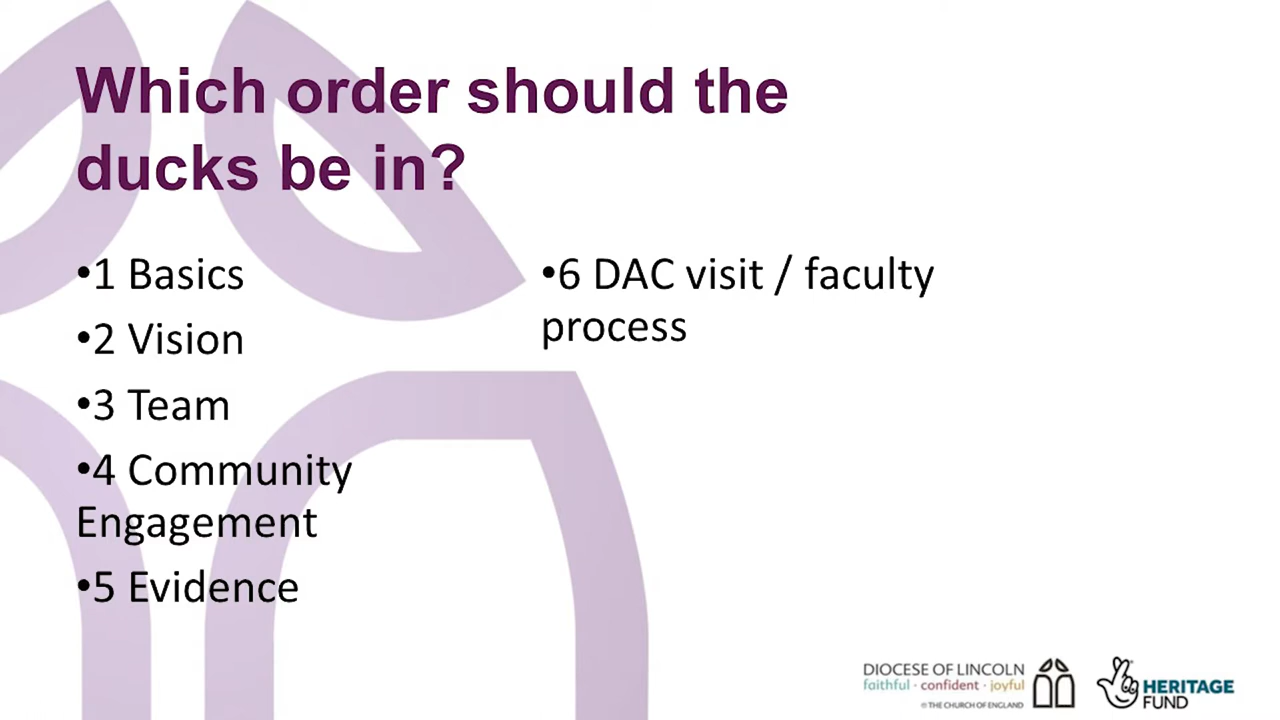 Which order should the
ducks be in?
•1 Basics
•2 Vision
•3 Team
•4 Community
Engagement
•5 Evidence
•6 DAC visit / faculty
process
DIOCESE OF LINCOLN
faithful · confident · joyful
THE CHURCH OF ENGLAND
HERITAGE
FUND